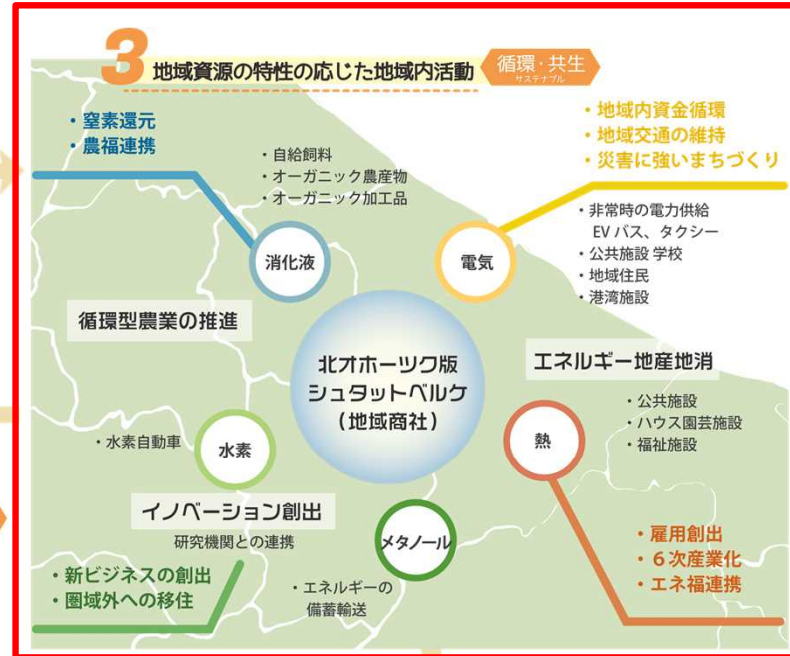 3 地域資源の特性の応じた地域内活動
循環・共生
サステナブル
・窒素還元
・農福連携
・自給飼料
・オーガニック農産物
・オーガニック加工品
消化液
・地域内資金循環
・地域交通の維持
・災害に強いまちづくり
電気
・非常時の電力供給
EV バス、タクシー
・公共施設 学校
・地域住民
・港湾施設
循環型農業の推進
北オホーツク版
シュタットベルケ
(地域商社)
エネルギー地産地消
・公共施設
・ハウス園芸施設
・福祉施設
熱
・水素自動車
水素
イノベーション創出
研究機関との連携
メタノール
・エネルギーの
備蓄輸送
・新ビジネスの創出
・圏域外への移住
・雇用創出
・６次産業化
・エネ福連携